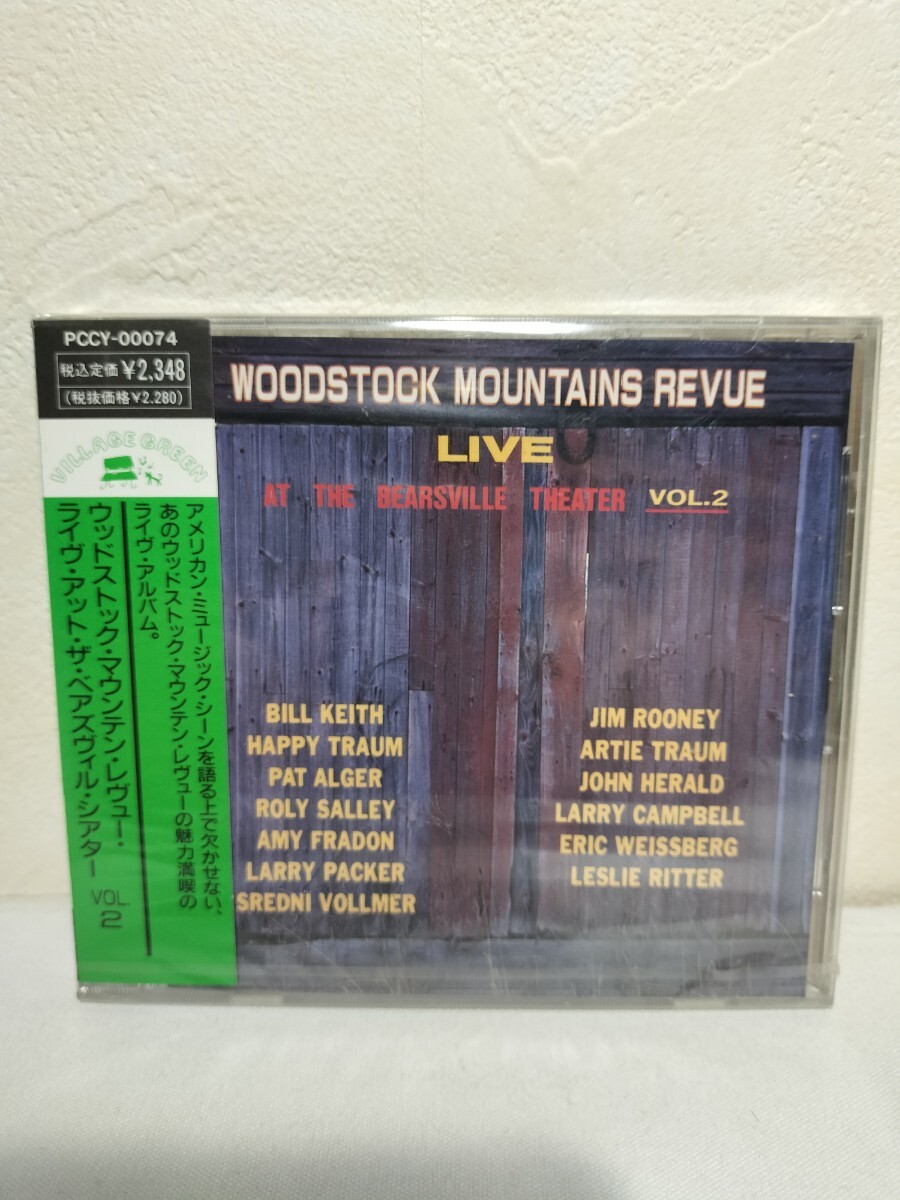 PCCY-00074
税込定価 ¥2,348
(税抜価格¥2.280)
VILLAGE GREEN
アメリカン・ミュージック・シーンを語る上で欠かせない、
あのウッドストック・マウンテン・レヴューの魅力満喫の
ライヴ・アルバム。
ウッドストック・マウンテン・レヴュー・
ライヴ・アット・ザ・ベアズヴィル・シアター VOL 2
WOODSTOCK MOUNTAINS REVUE
LIVE
AT THE BEARSVILLE THEATER VOL.2
BILL KEITH
HAPPY TRAUM
PAT ALGER
ROLY SALLEY
AMY FRADON
LARRY PACKER
SREDNI VOLLMER
JIM ROONEY
ARTIE TRAUM
JOHN HERALD
LARRY CAMPBELL
ERIC WEISSBERG
LESLIE RITTER